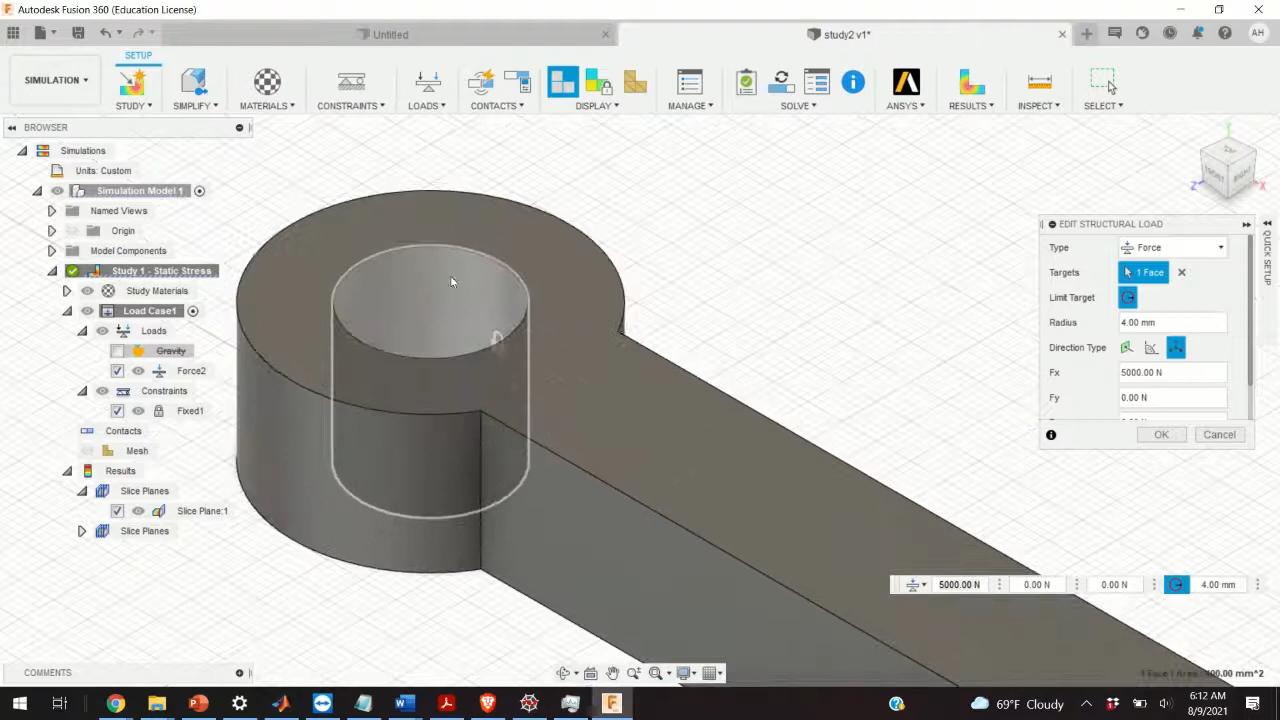 Autodesk Fusion 360 (Education License)
Untitled
study2 v1*
AH
SIMULATION
SETUP
STUDY
SIMPLIFY
MATERIALS
CONSTRAINTS
LOADS
CONTACTS
DISPLAY
MANAGE
SOLVE
ANSYS
RESULTS
INSPECT
SELECT
BROWSER
Simulations
Units: Custom
Simulation Model 1
Named Views
Origin
Model Components
Study 1 - Static Stress
Study Materials
Load Case1
Loads
Gravity
Force2
Constraints
Fixed1
Contacts
Mesh
Results
Slice Planes
Slice Plane:1
Slice Planes
FRONT
RIGHT
Y
Z
X
EDIT STRUCTURAL LOAD
Type Force
Targets 1 Face
Limit Target
Radius 4.00 mm
Direction Type
Fx 5000.00 N
Fy 0.00 N
OK Cancel
QUICK SETUP
5000.00 N 0.00 N 0.00 N 4.00 mm
COMMENTS
69°F Cloudy
6:12 AM
8/9/2021